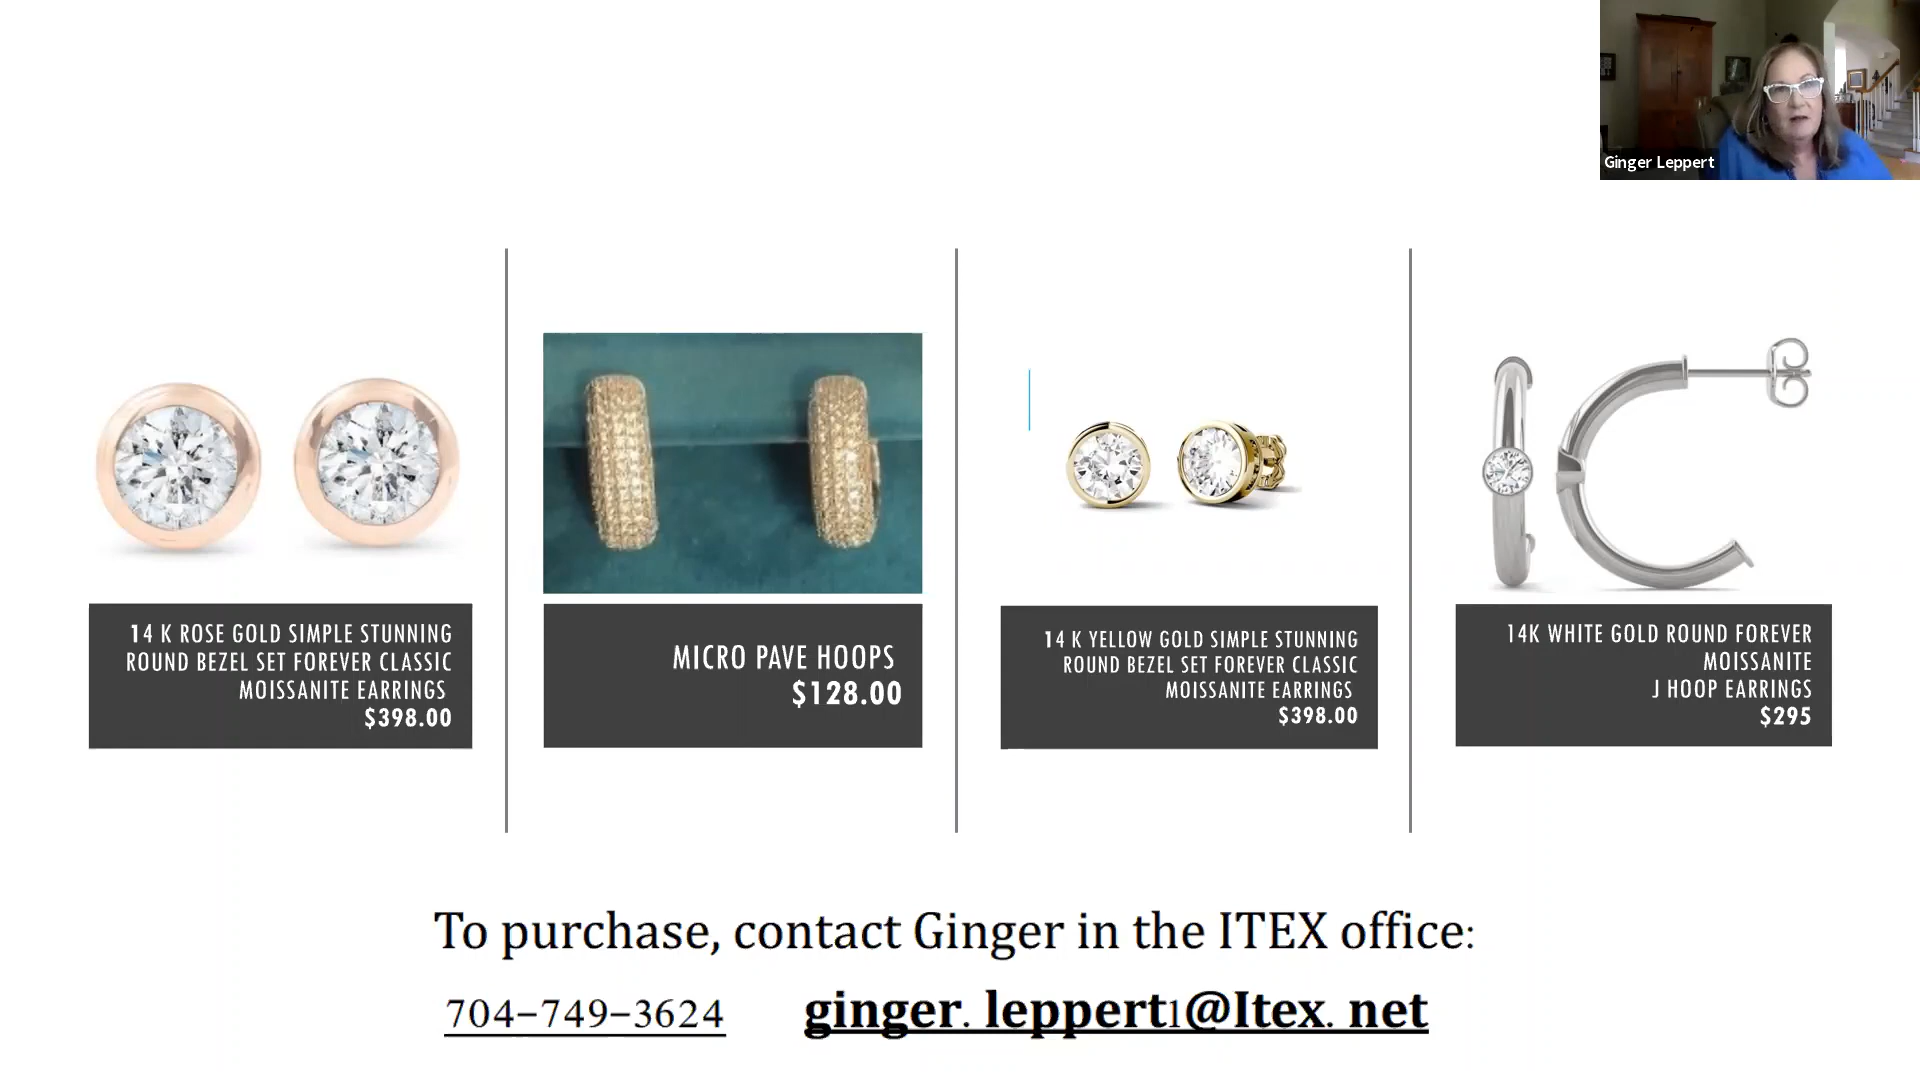 Ginger Leppert
14 K ROSE GOLD SIMPLE STUNNING
ROUND BEZEL SET FOREVER CLASSIC
MOISSANITE EARRINGS
$398.00
MICRO PAVE HOOPS
$128.00
14 K YELLOW GOLD SIMPLE STUNNING
ROUND BEZEL SET FOREVER CLASSIC
MOISSANITE EARRINGS
$398.00
14K WHITE GOLD ROUND FOREVER
MOISSANITE
J HOOP EARRINGS
$295
To purchase, contact Ginger in the ITEX office:
704-749-3624 ginger. leppert1@Itex. net